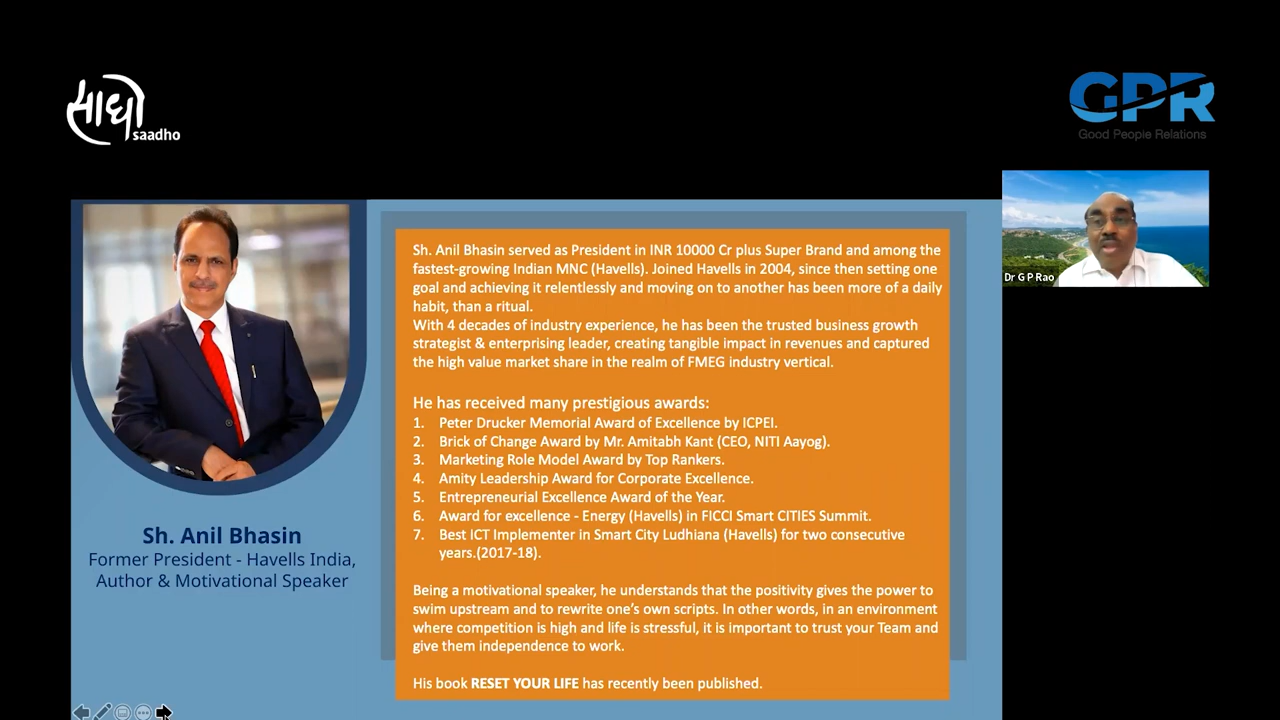 साधो
saadho
GPR
Good People Relations
Sh. Anil Bhasin served as President in INR 10000 Cr plus Super Brand and among the
fastest-growing Indian MNC (Havells). Joined Havells in 2004, since then setting one
goal and achieving it relentlessly and moving on to another has been more of a daily
habit, than a ritual.
With 4 decades of industry experience, he has been the trusted business growth
strategist & enterprising leader, creating tangible impact in revenues and captured
the high value market share in the realm of FMEG industry vertical.
He has received many prestigious awards:
1. Peter Drucker Memorial Award of Excellence by ICPEI.
2. Brick of Change Award by Mr. Amitabh Kant (CEO, NITI Aayog).
3. Marketing Role Model Award by Top Rankers.
4. Amity Leadership Award for Corporate Excellence.
5. Entrepreneurial Excellence Award of the Year.
6. Award for excellence - Energy (Havells) in FICCI Smart CITIES Summit.
7. Best ICT Implementer in Smart City Ludhiana (Havells) for two consecutive
years.(2017-18).
Being a motivational speaker, he understands that the positivity gives the power to
swim upstream and to rewrite one's own scripts. In other words, in an environment
where competition is high and life is stressful, it is important to trust your Team and
give them independence to work.
His book RESET YOUR LIFE has recently been published.
Sh. Anil Bhasin
Former President - Havells India,
Author & Motivational Speaker
Dr G P Rao